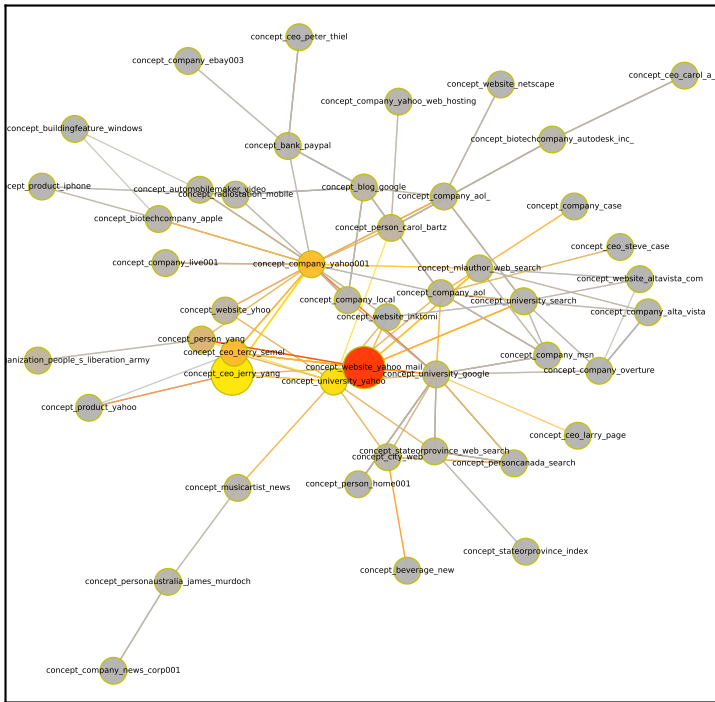 concept_ceo_peter_thiel
concept_company_ebay003
concept_ceo_carol_a_
concept_website_netscape
concept_company_yahoo_web_hosting
concept_buildingfeature_windows
concept_biotechcompany_autodesk_inc_
concept_bank_paypal
cept_product_iphone
concept_automobilemaker_video
concept_radiostation_mobile
concept_blog_google
concept_company_aol_
concept_company_case
concept_biotechcompany_apple
concept_person_carol_bartz
concept_ceo_steve_case
concept_company_live001
concept_company_yahoo001
concept_mlauthor_web_search
concept_website_altavista_com
concept_company_local
concept_company_aol
concept_university_search
concept_website_yhoo
concept_website_inktomi
concept_company_alta_vista
concept_person_yang
anization_people_s_liberation_army
concept_ceo_terry_semel
concept_company_msn
concept_website_yahoo_mail
concept_company_overture
concept_ceo_jerry_yang
concept_university_yahoo
concept_university_google
concept_product_yahoo
concept_ceo_larry_page
concept_stateorprovince_web_search
concept_city_web
concept_personcanada_search
concept_musicartist_news
concept_person_home001
concept_stateorprovince_index
concept_beverage_new
concept_personaustralia_james_murdoch
concept_company_news_corp001